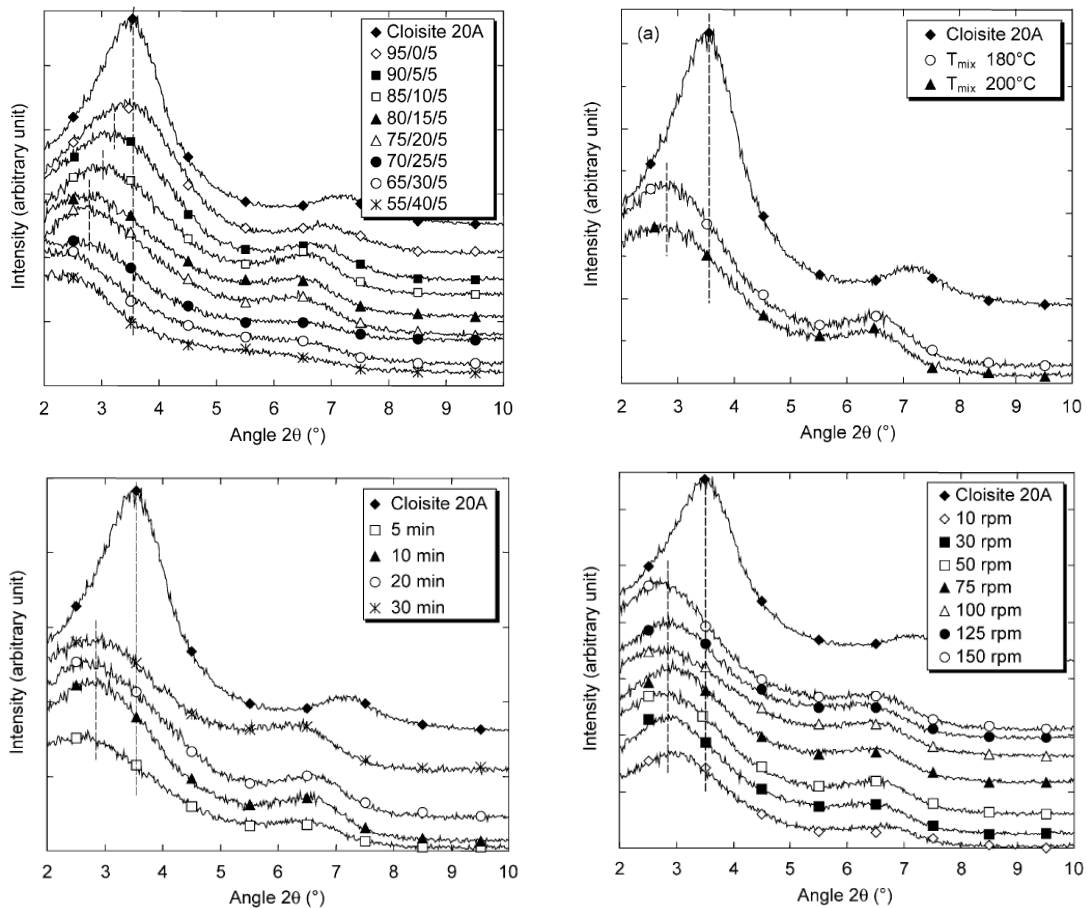 Intensity (arbitrary unit)
Cloisite 20A
95/0/5
90/5/5
85/10/5
80/15/5
75/20/5
70/25/5
65/30/5
55/40/5
2 3 4 5 6 7 8 9 10
Angle 2θ (°)
(a)
Intensity (arbitrary unit)
Cloisite 20A
Tmix 180°C
Tmix 200°C
2 3 4 5 6 7 8 9 10
Angle 2θ (°)
Intensity (arbitrary unit)
Cloisite 20A
5 min
10 min
20 min
30 min
2 3 4 5 6 7 8 9 10
Angle 2θ (°)
Intensity (arbitrary unit)
Cloisite 20A
10 rpm
30 rpm
50 rpm
75 rpm
100 rpm
125 rpm
150 rpm
2 3 4 5 6 7 8 9 10
Angle 2θ (°)